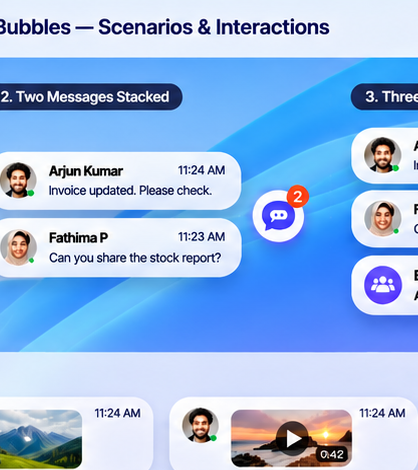 Bubbles — Scenarios & Interactions
2. Two Messages Stacked
Arjun Kumar 11:24 AM
Invoice updated. Please check.
2
Fathima P 11:23 AM
Can you share the stock report?
3. Three
11:24 AM
11:24 AM
0:42